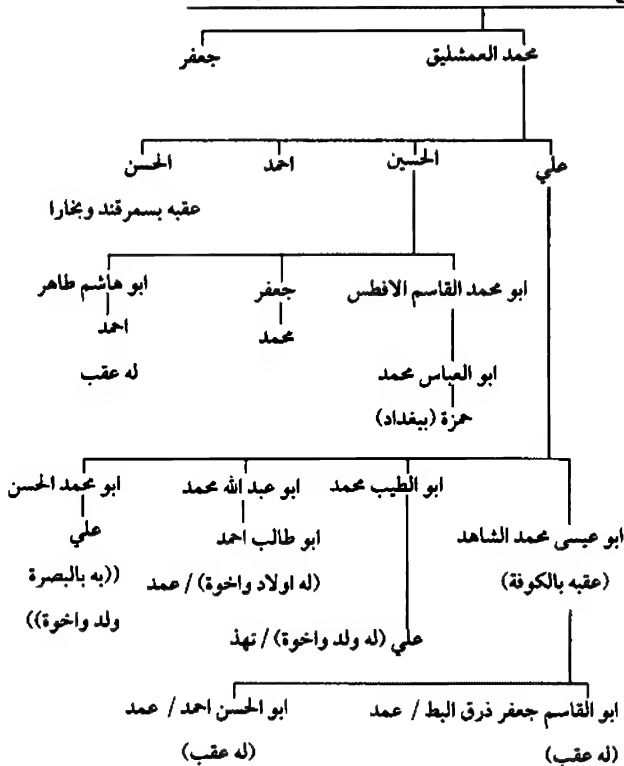 محمد العمشليق جعفر
علي الحسين احمد الحسن
عقبه بسمرقند وبخارا
ابو محمد القاسم الافطس جعفر ابو هاشم طاهر
محمد احمد
ابو العباس محمد له عقب
حمزة (ببغداد)
ابو الطيب محمد ابو عبد الله محمد ابو محمد الحسن
ابو عيسى محمد الشاهد ابو طالب احمد علي
(عقبه بالكوفة) (له اولاد واخوة) / عمد ((به بالبصرة
ولد واخوة))
علي (له ولد واخوة) / تهذ
ابو القاسم جعفر ذرق البط / عمد ابو الحسن احمد / عمد
(له عقب) (له عقب)